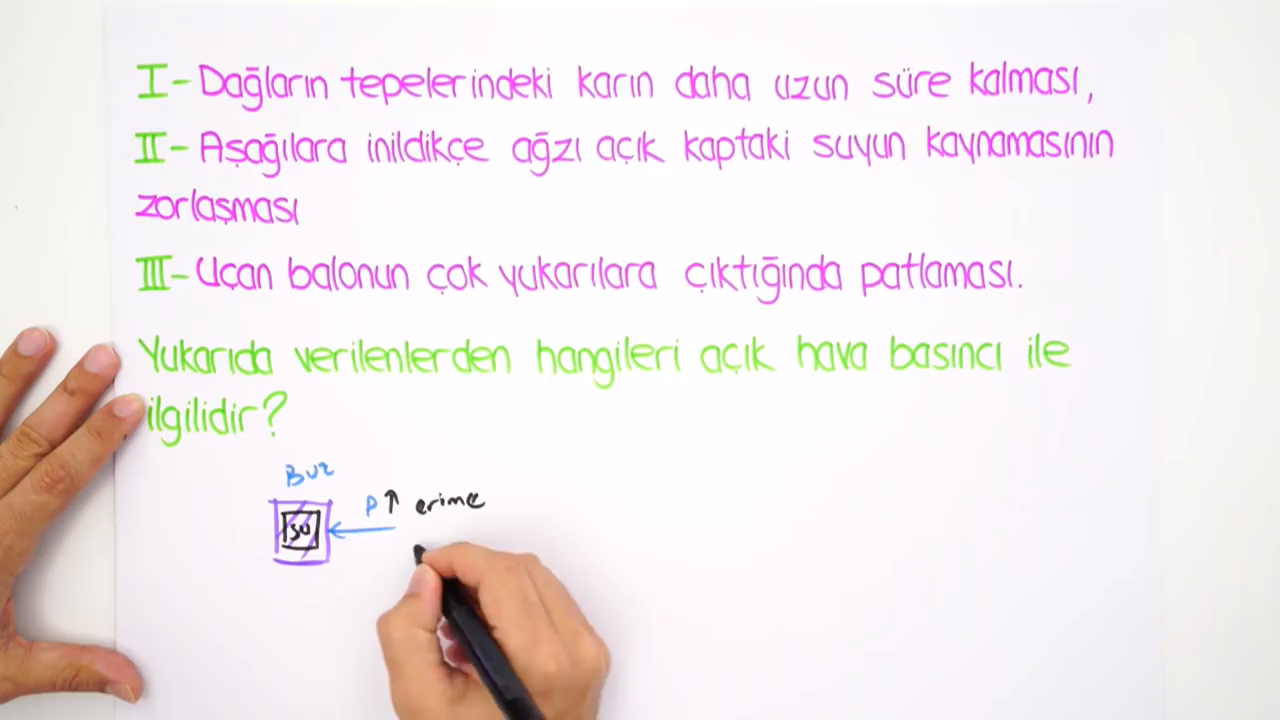 I- Dağların tepelerindeki karın daha uzun süre kalması,
II- Aşağılara inildikçe ağzı açık kaptaki suyun kaynamasının
zorlaşması
III- Uçan balonun çok yukarılara çıktığında patlaması.
Yukarıda verilenlerden hangileri açık hava basıncı ile
ilgilidir?
Buz
P↑ erime
su